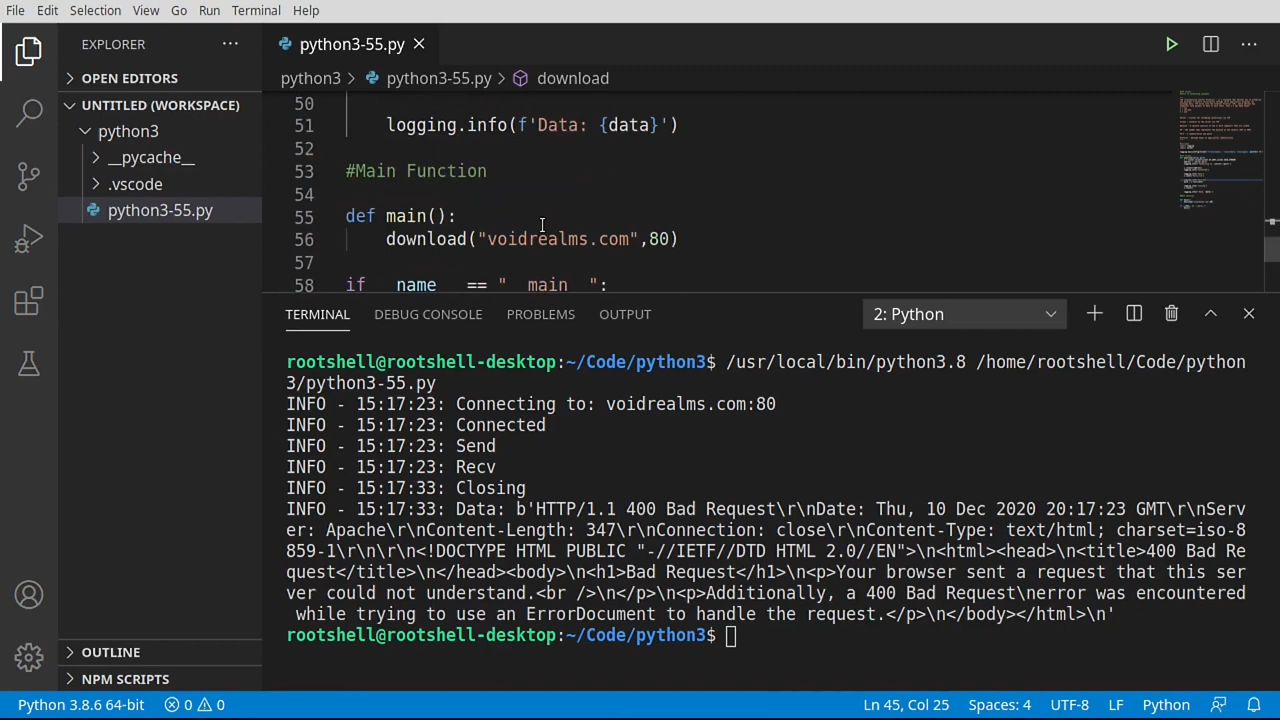 File Edit Selection View Go Run Terminal Help
EXPLORER
OPEN EDITORS
UNTITLED (WORKSPACE)
python3
__pycache__
.vscode
python3-55.py
OUTLINE
NPM SCRIPTS
python3-55.py
python3 > python3-55.py > download
50
51 logging.info(f'Data: {data}')
52
53 #Main Function
54
55 def main():
56 download("voidrealms.com",80)
57
58 if __name__ == "__main__":
TERMINAL DEBUG CONSOLE PROBLEMS OUTPUT 2: Python
rootshell@rootshell-desktop:~/Code/python3$ /usr/local/bin/python3.8 /home/rootshell/Code/python
3/python3-55.py
INFO - 15:17:23: Connecting to: voidrealms.com:80
INFO - 15:17:23: Connected
INFO - 15:17:23: Send
INFO - 15:17:23: Recv
INFO - 15:17:33: Closing
INFO - 15:17:33: Data: b'HTTP/1.1 400 Bad Request\r\nDate: Thu, 10 Dec 2020 20:17:23 GMT\r\nServ
er: Apache\r\nContent-Length: 347\r\nConnection: close\r\nContent-Type: text/html; charset=iso-8
859-1\r\n\r\n<!DOCTYPE HTML PUBLIC "-//IETF//DTD HTML 2.0//EN">\n<html><head>\n<title>400 Bad Re
quest</title>\n</head><body>\n<h1>Bad Request</h1>\n<p>Your browser sent a request that this ser
ver could not understand.<br />\n</p>\n<p>Additionally, a 400 Bad Request\nerror was encountered
while trying to use an ErrorDocument to handle the request.</p>\n</body></html>\n'
rootshell@rootshell-desktop:~/Code/python3$
Python 3.8.6 64-bit 0 0 Ln 45, Col 25 Spaces: 4 UTF-8 LF Python